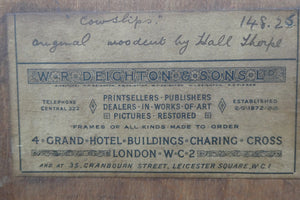 Cowslips. 148.25
original woodcut by Hall Thorpe
W·R·DEIGHTON & SONS LTD
PRINTSELLERS-PUBLISHERS
TELEPHONE DEALERS-IN-WORKS-OF-ART ESTABLISHED
CENTRAL 322 PICTURES RESTORED 1872
FRAMES OF ALL KINDS MADE TO ORDER
4·GRAND·HOTEL·BUILDINGS·CHARING·CROSS
LONDON·W·C·2
AND AT 35, CRANBOURN STREET, LEICESTER SQUARE, W.C.1